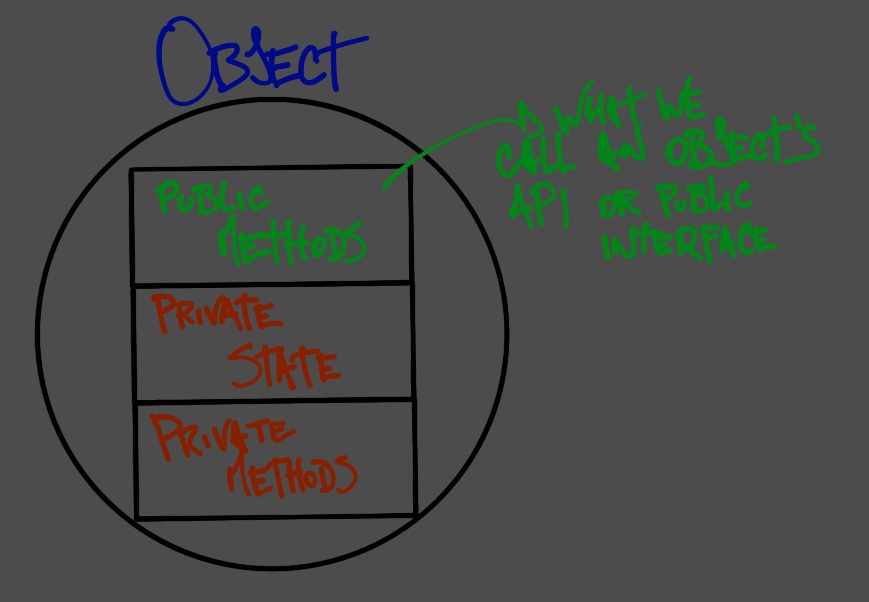 OBJECT
WHAT WE
CALL AN OBJECT'S
API OR PUBLIC
INTERFACE
PUBLIC
METHODS
PRIVATE
STATE
PRIVATE
METHODS